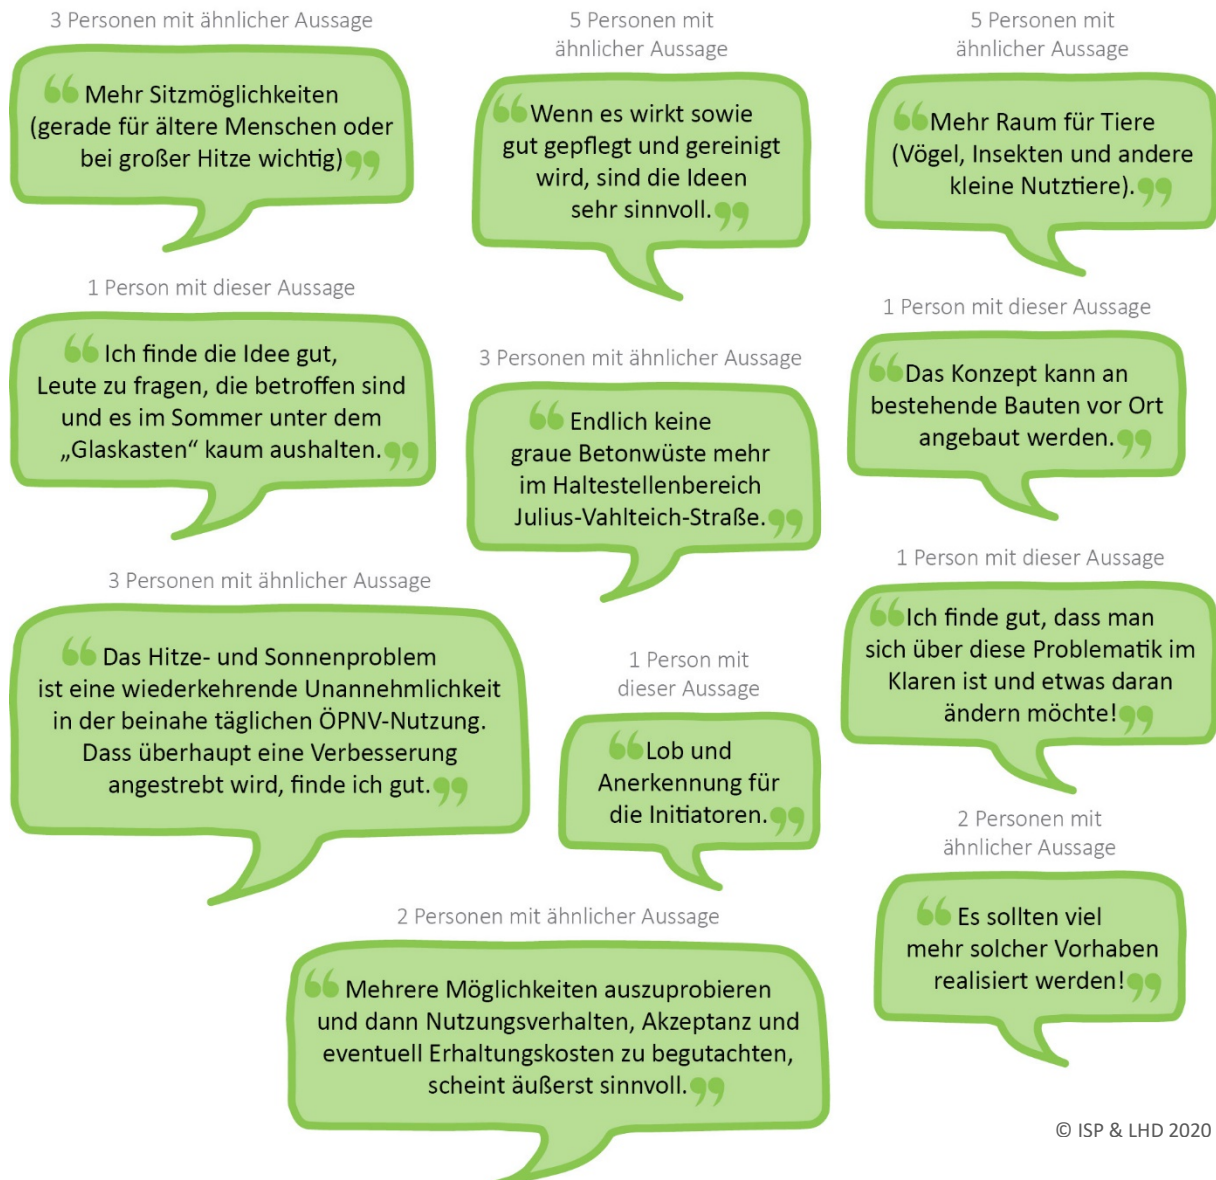 3 Personen mit ähnlicher Aussage
“Mehr Sitzmöglichkeiten
(gerade für ältere Menschen oder
bei großer Hitze wichtig)”
5 Personen mit
ähnlicher Aussage
“Wenn es wirkt sowie
gut gepflegt und gereinigt
wird, sind die Ideen
sehr sinnvoll.”
5 Personen mit
ähnlicher Aussage
“Mehr Raum für Tiere
(Vögel, Insekten und andere
kleine Nutztiere).”
1 Person mit dieser Aussage
“Ich finde die Idee gut,
Leute zu fragen, die betroffen sind
und es im Sommer unter dem
„Glaskasten“ kaum aushalten.”
3 Personen mit ähnlicher Aussage
“Endlich keine
graue Betonwüste mehr
im Haltestellenbereich
Julius-Vahlteich-Straße.”
1 Person mit dieser Aussage
“Das Konzept kann an
bestehende Bauten vor Ort
angebaut werden.”
3 Personen mit ähnlicher Aussage
“Das Hitze- und Sonnenproblem
ist eine wiederkehrende Unannehmlichkeit
in der beinahe täglichen ÖPNV-Nutzung.
Dass überhaupt eine Verbesserung
angestrebt wird, finde ich gut.”
1 Person mit
dieser Aussage
“Lob und
Anerkennung für
die Initiatoren.”
1 Person mit dieser Aussage
“Ich finde gut, dass man
sich über diese Problematik im
Klaren ist und etwas daran
ändern möchte!”
2 Personen mit ähnlicher Aussage
“Mehrere Möglichkeiten auszuprobieren
und dann Nutzungsverhalten, Akzeptanz und
eventuell Erhaltungskosten zu begutachten,
scheint äußerst sinnvoll.”
2 Personen mit
ähnlicher Aussage
“Es sollten viel
mehr solcher Vorhaben
realisiert werden!”
© ISP & LHD 2020